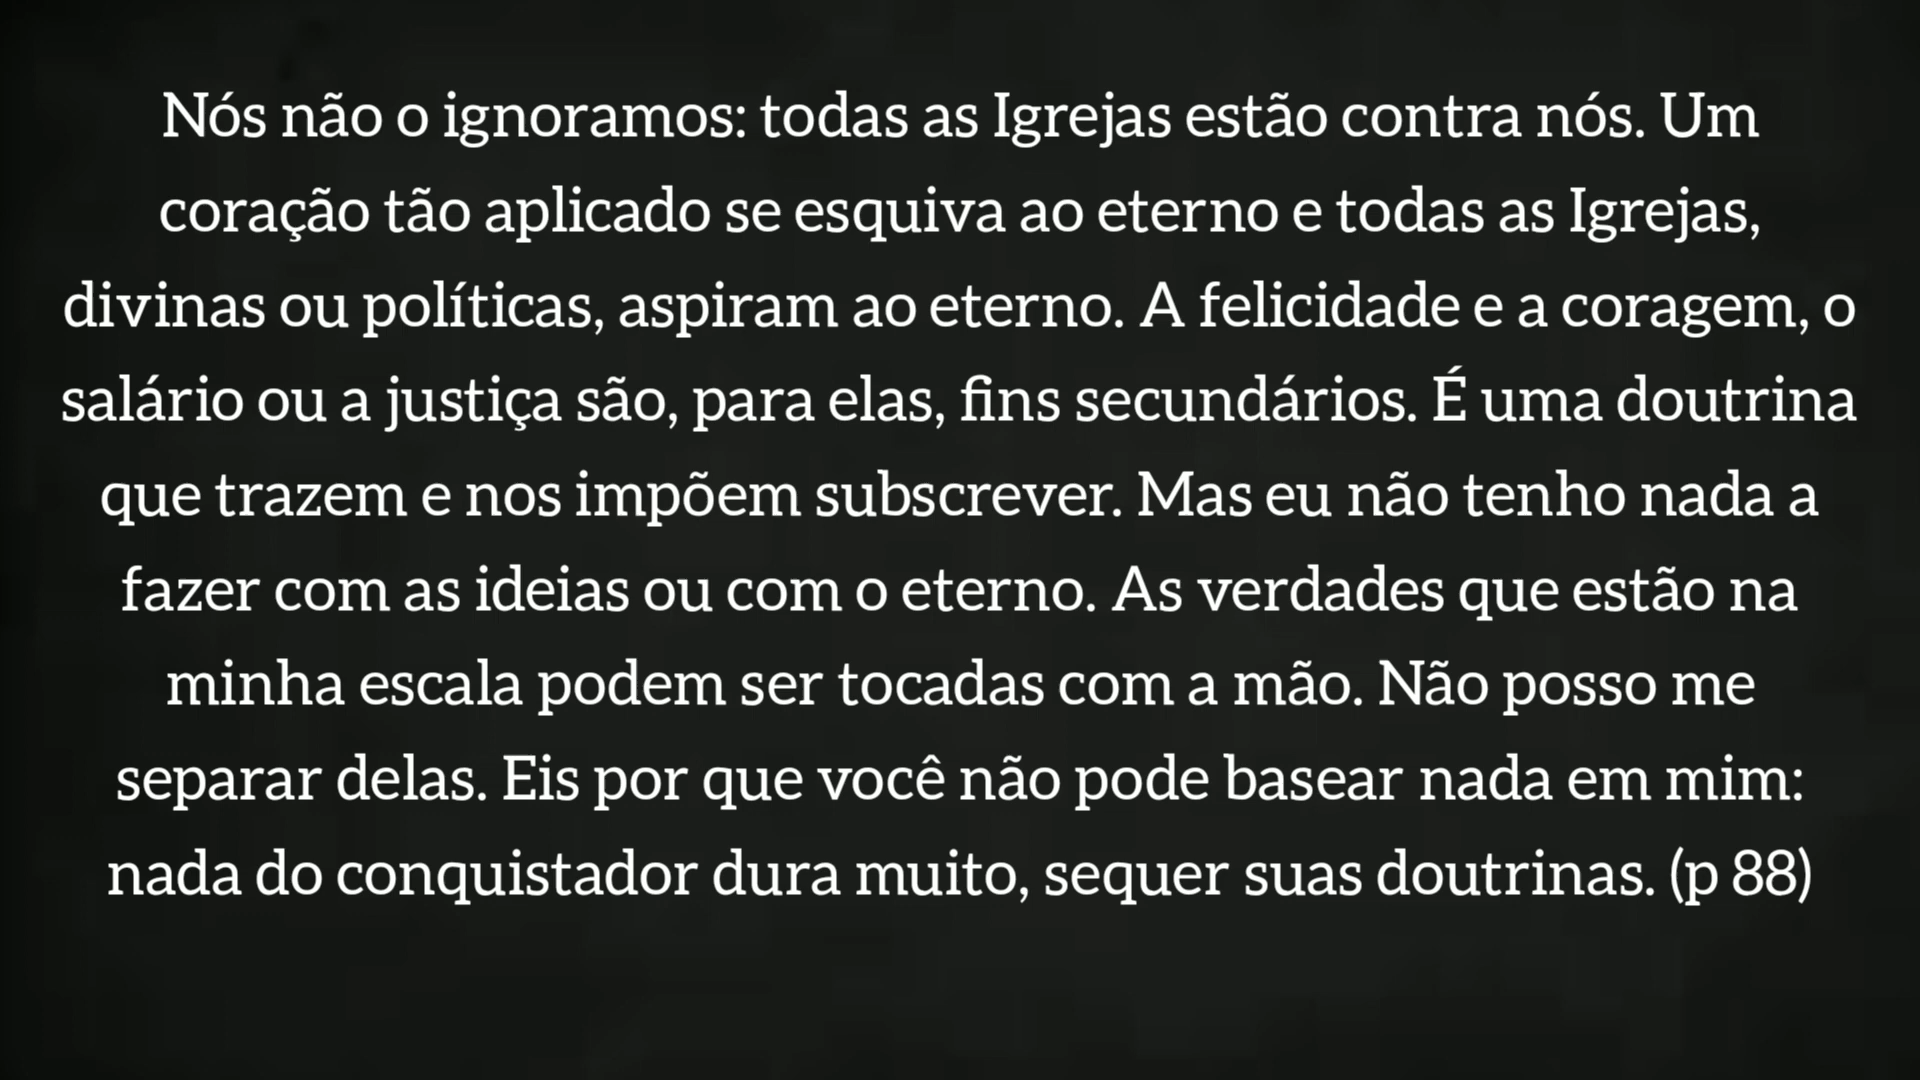 Nós não o ignoramos: todas as Igrejas estão contra nós. Um
coração tão aplicado se esquiva ao eterno e todas as Igrejas,
divinas ou políticas, aspiram ao eterno. A felicidade e a coragem, o
salário ou a justiça são, para elas, fins secundários. É uma doutrina
que trazem e nos impõem subscrever. Mas eu não tenho nada a
fazer com as ideias ou com o eterno. As verdades que estão na
minha escala podem ser tocadas com a mão. Não posso me
separar delas. Eis por que você não pode basear nada em mim:
nada do conquistador dura muito, sequer suas doutrinas. (p 88)